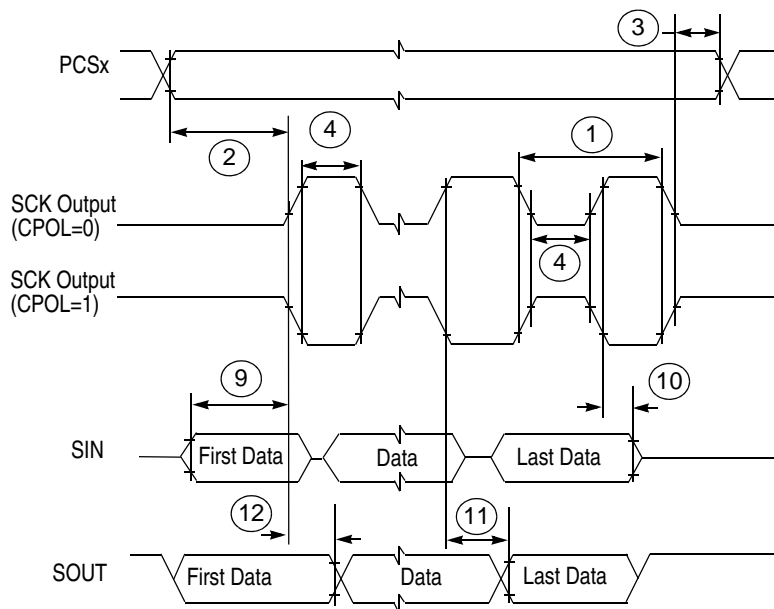 3
PCSx
2
4
1
SCK Output
(CPOL=0)
4
SCK Output
(CPOL=1)
9
10
SIN
First Data
Data
Last Data
12
11
SOUT
First Data
Data
Last Data